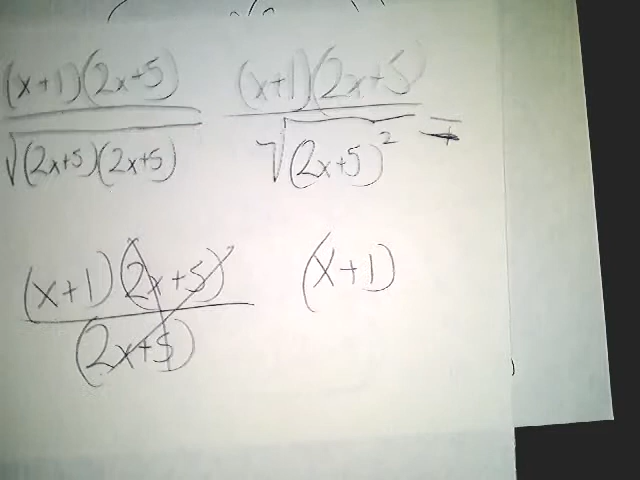 (x+1)(2x+5) / √(2x+5)(2x+5) (x+1)(2x+5) / √(2x+5)² =
(x+1)(2x+5) / (2x+5) (x+1)